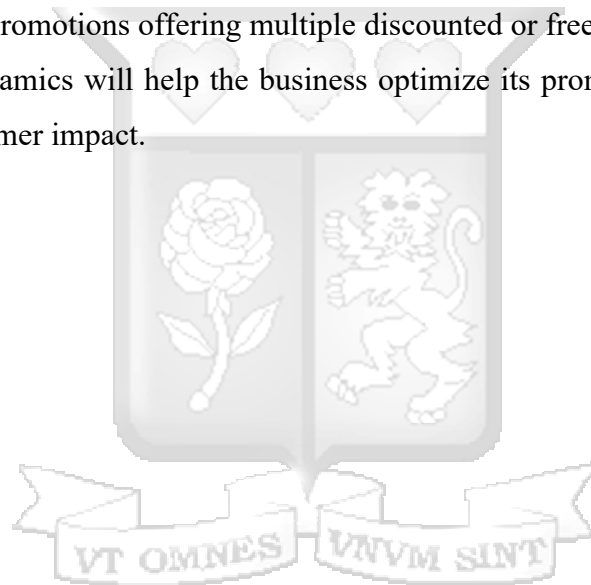 romotions offering multiple discounted or free
amics will help the business optimize its pro
mer impact.
VT OMNES VNVM SINT